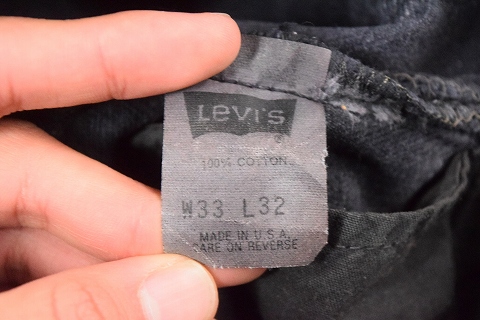 Levi's
100% COTTON
W33 L32
MADE IN U.S.A.
CARE ON REVERSE